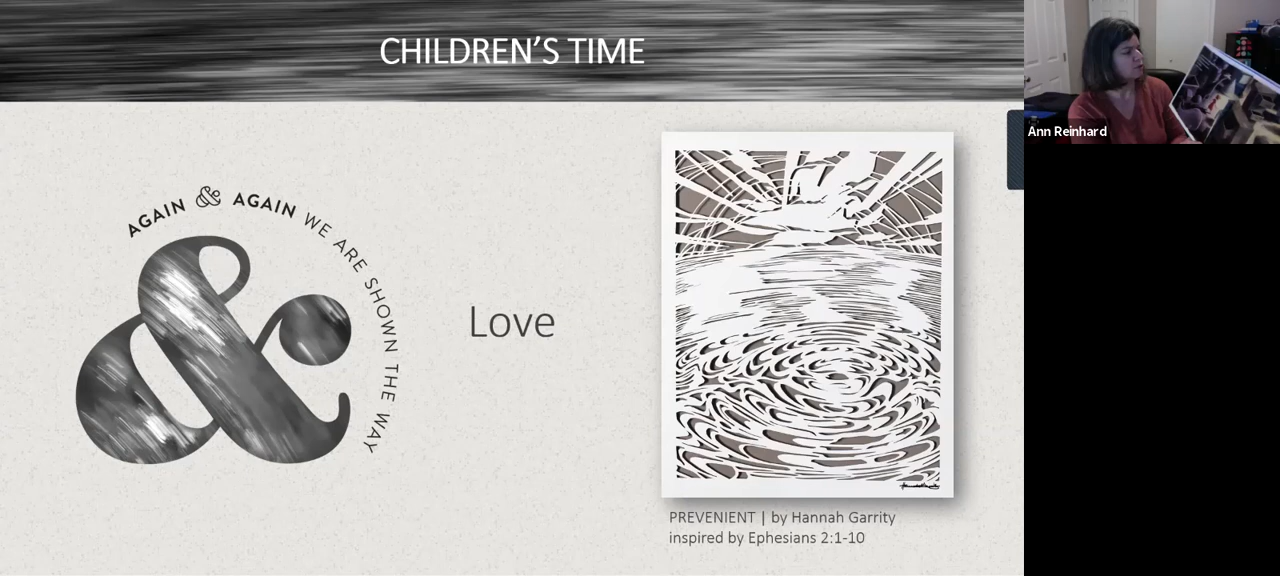 CHILDREN'S TIME
AGAIN & AGAIN WE ARE SHOWN THE WAY
&
Love
PREVENIENT | by Hannah Garrity
inspired by Ephesians 2:1-10
Ann Reinhard